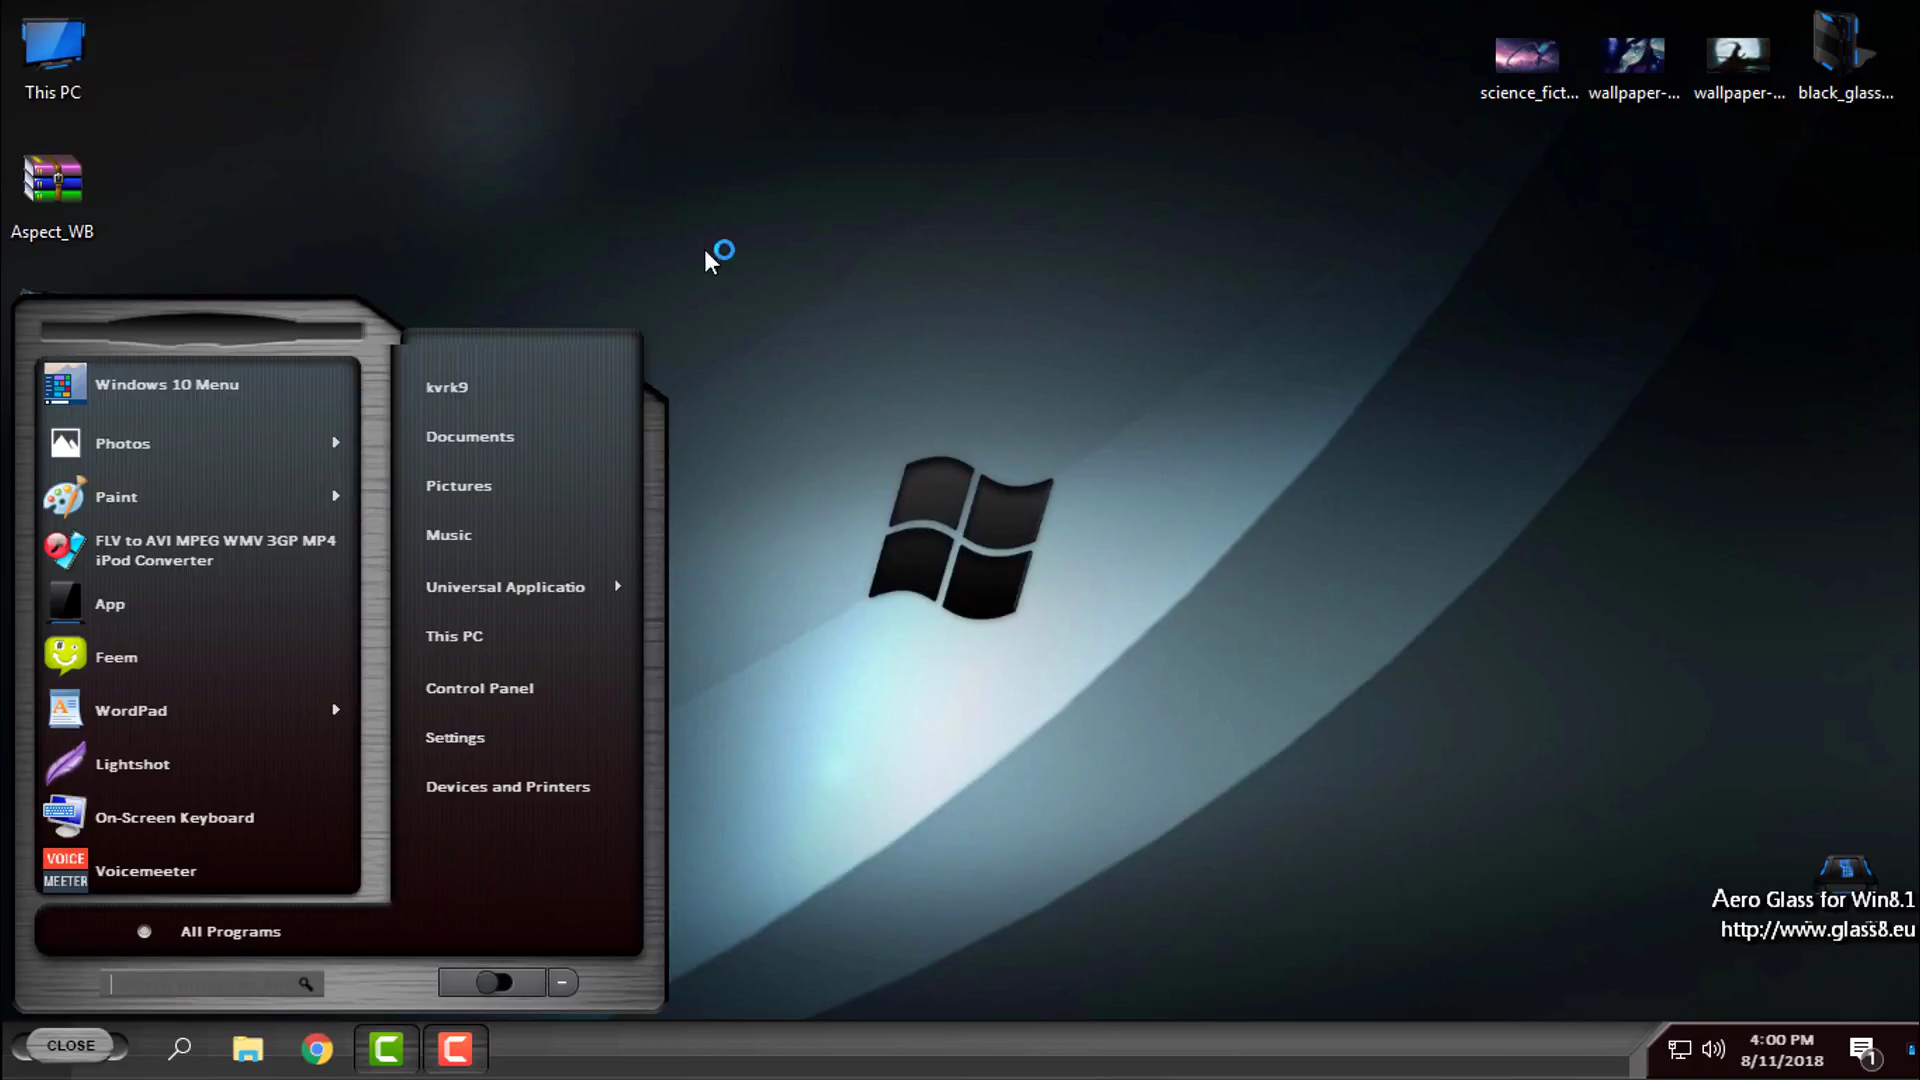 This PC
Aspect_WB
science_fict...
wallpaper-...
wallpaper-...
black_glass...
Windows 10 Menu
Photos
Paint
FLV to AVI MPEG WMV 3GP MP4
iPod Converter
App
Feem
WordPad
Lightshot
On-Screen Keyboard
VOICE
MEETER
Voicemeeter
All Programs
kvrk9
Documents
Pictures
Music
Universal Applicatio
This PC
Control Panel
Settings
Devices and Printers
Aero Glass for Win8.1
http://www.glass8.eu
CLOSE
4:00 PM
8/11/2018
1